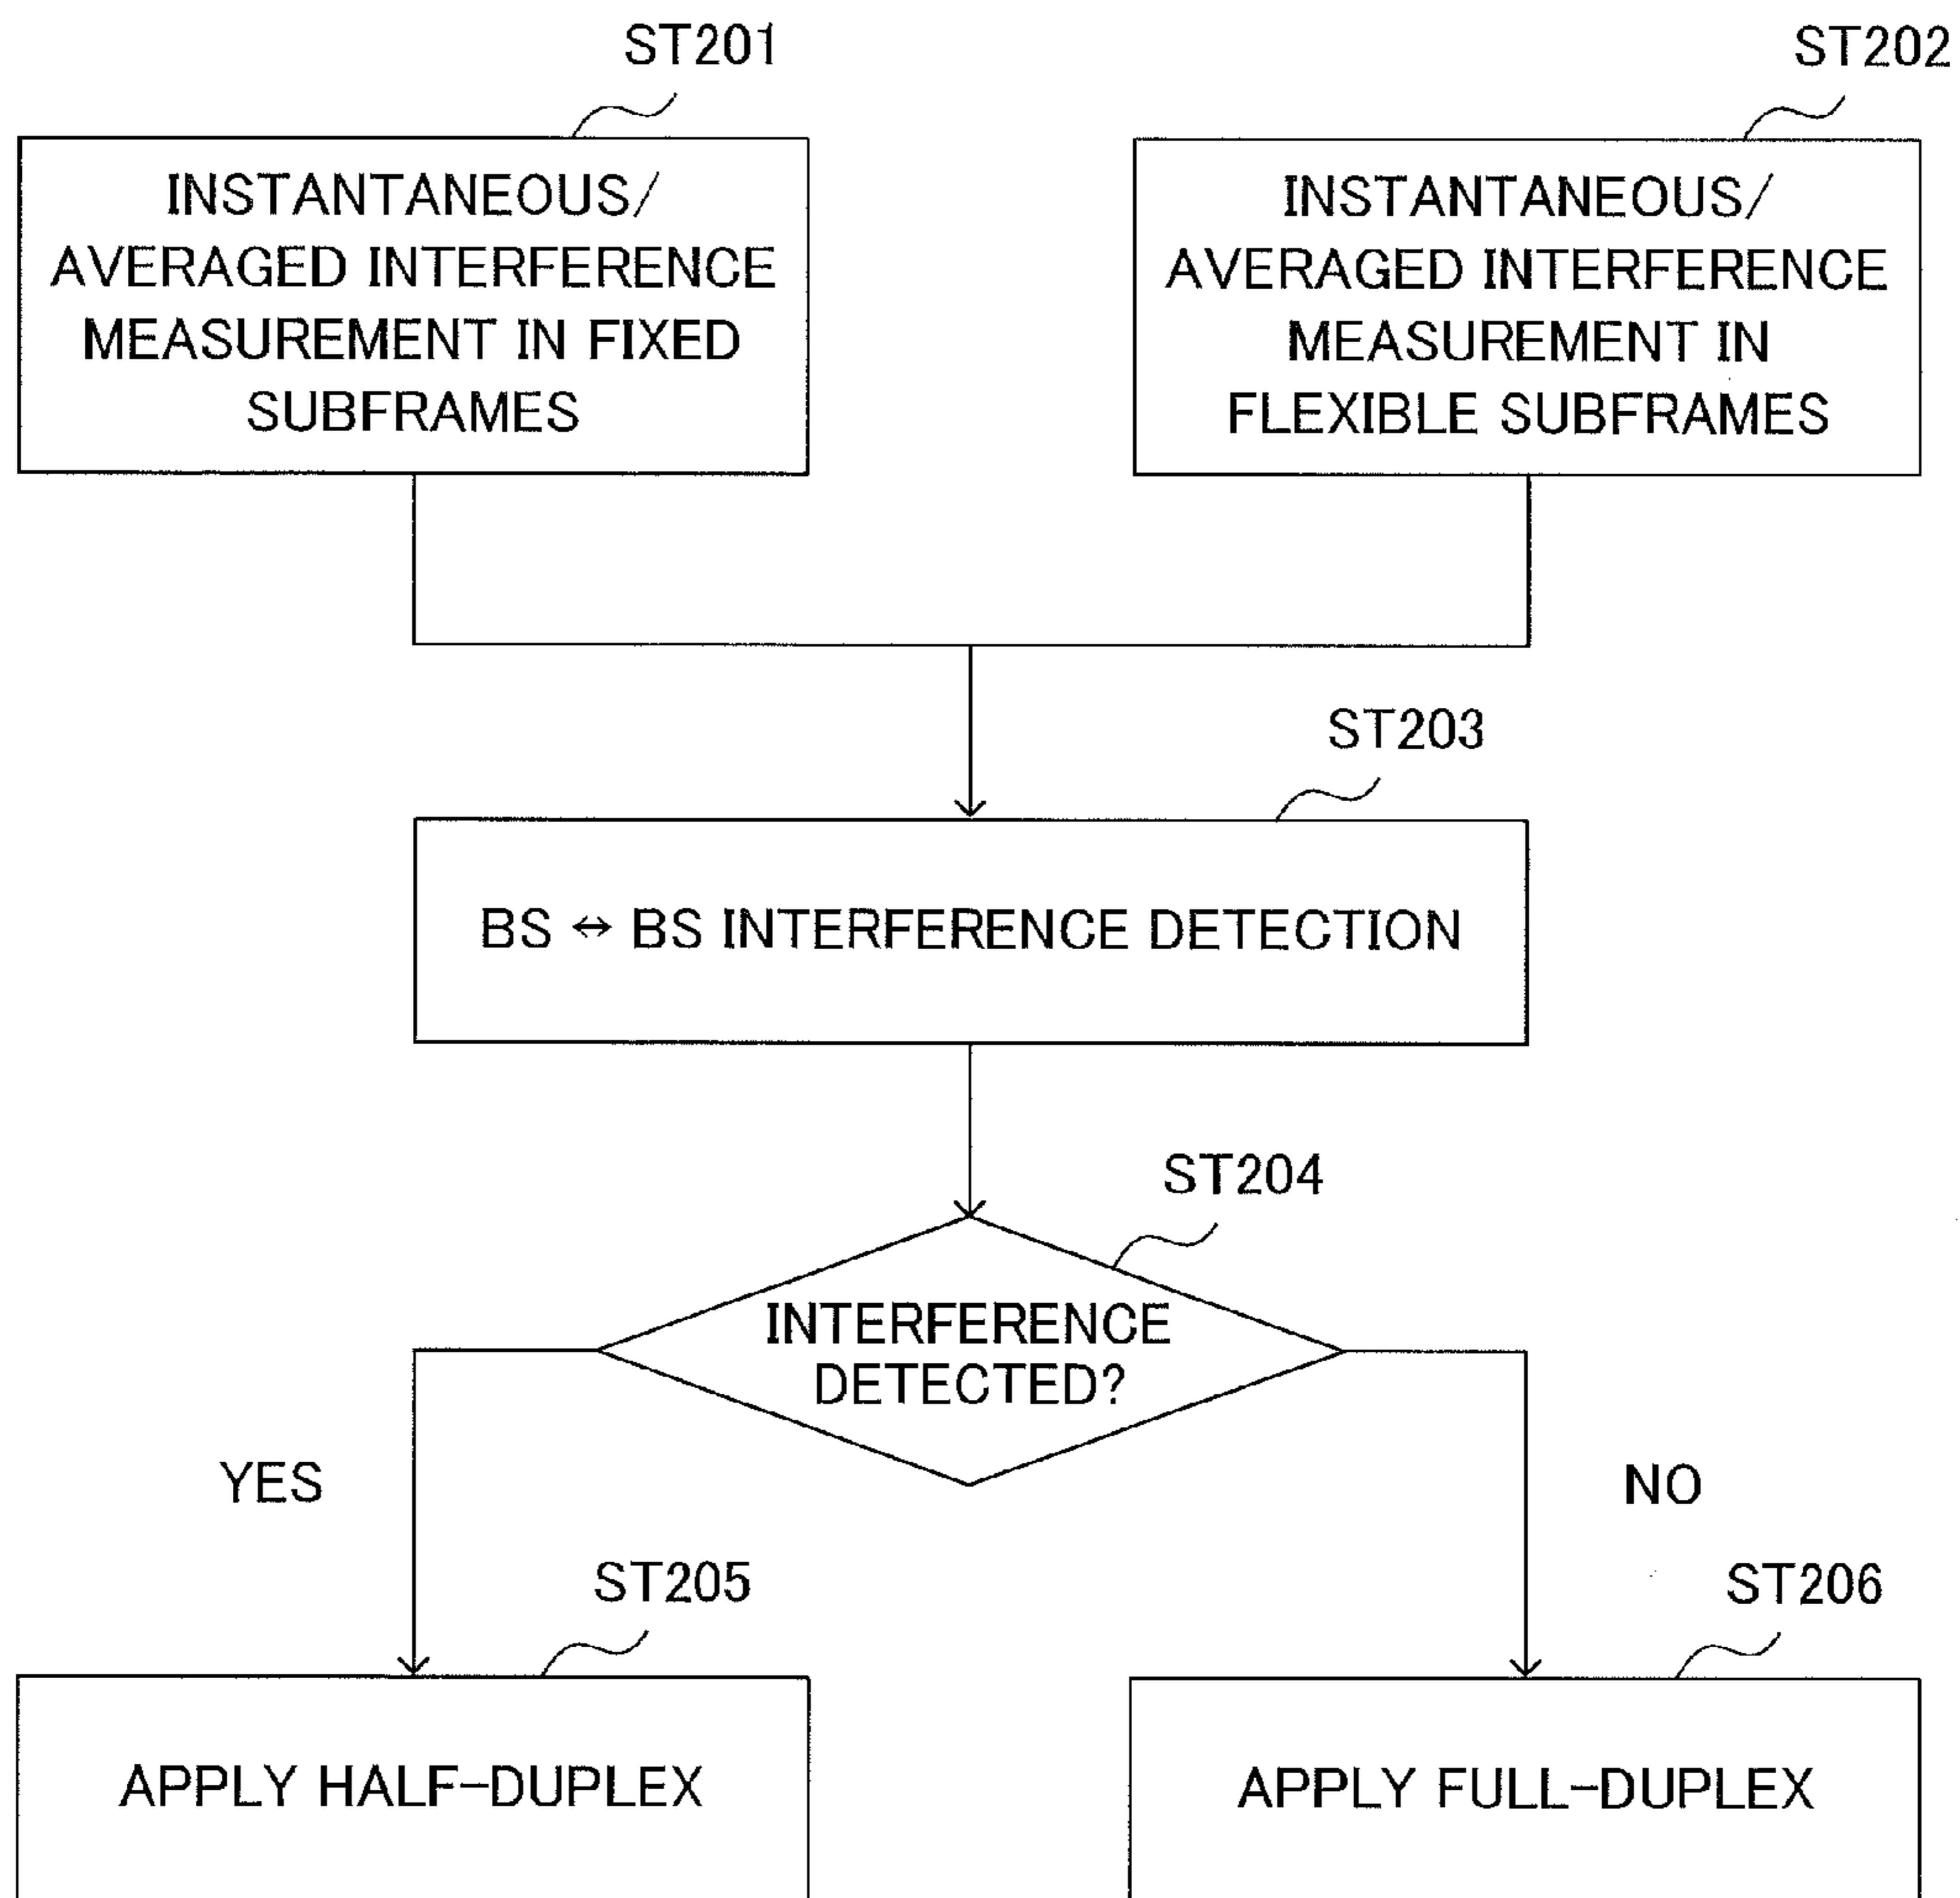 ST201
ST202
INSTANTANEOUS/
AVERAGED INTERFERENCE
MEASUREMENT IN FIXED
SUBFRAMES
INSTANTANEOUS/
AVERAGED INTERFERENCE
MEASUREMENT IN
FLEXIBLE SUBFRAMES
ST203
BS ↔ BS INTERFERENCE DETECTION
ST204
INTERFERENCE
DETECTED?
YES
NO
ST205
ST206
APPLY HALF-DUPLEX
APPLY FULL-DUPLEX